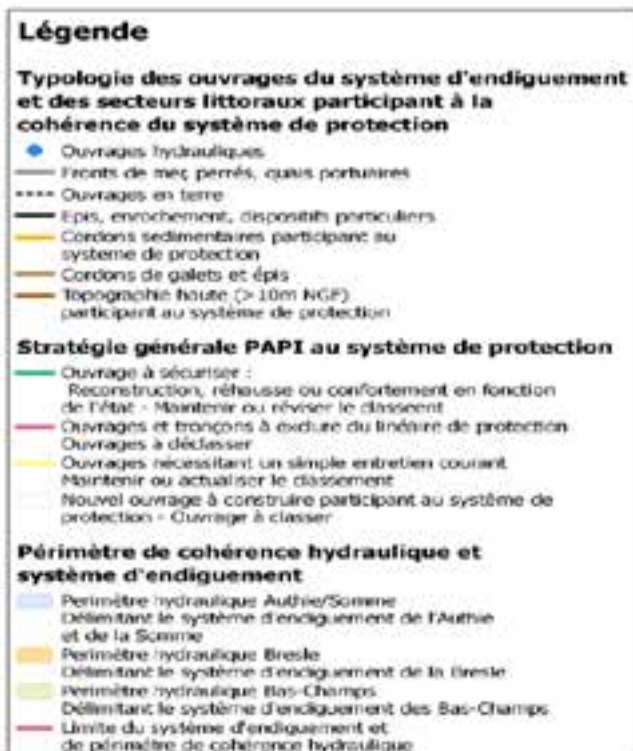 Légende
Typologie des ouvrages du système d'endiguement
et des secteurs littoraux participant à la
cohérence du système de protection
Ouvrages hydrauliques
Fronts de mer, perrés, quais portuaires
Ouvrages en terre
Epis, enrochement, dispositifs particuliers
Cordons sedimentaires participant au
systeme de protection
Cordons de galets et épis
Topographie haute (>10m NGF)
participant au système de protection
Stratégie générale PAPI au système de protection
Ouvrage à sécuriser :
Reconstruction, réhausse ou confortement en fonction
de l'état - Maintenir ou réviser le classeent
Ouvrages et tronçons à exclure du linéaire de protection
Ouvrages à déclasser
Ouvrages nécessitant un simple entretien courant
Maintenir ou actualiser le classement
Nouvel ouvrage à construire participant au système de
protection - Ouvrage à classer
Périmètre de cohérence hydraulique et
système d'endiguement
Perimètre hydraulique Authie/Somme
Délimitant le système d'endiguement de l'Authie
et de la Somme
Perimètre hydraulique Bresle
Délimitant le système d'endiguement de la Bresle
Perimètre hydraulique Bas-Champs
Délimitant le système d'endiguement des Bas-Champs
Limite du système d'endiguement et
de périmètre de cohérence hydraulique